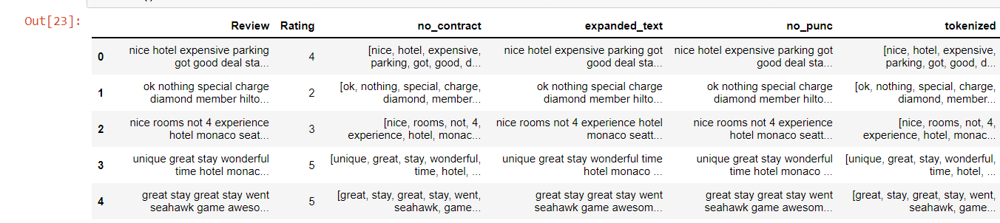 Out[23]:
Review Rating no_contract expanded_text no_punc tokenized
0 nice hotel expensive parking 4 [nice, hotel, expensive, nice hotel expensive parking got nice hotel expensive parking got [nice, hotel, expensive,
got good deal sta... parking, got, good, d... good deal sta... good deal sta... parking, got, good, d...
1 ok nothing special charge 2 [ok, nothing, special, charge, ok nothing special charge ok nothing special charge [ok, nothing, special, charge,
diamond member hilto... diamond, member... diamond member hilto... diamond member hilto... diamond, member...
2 nice rooms not 4 experience 3 [nice, rooms, not, 4, nice rooms not 4 experience hotel nice rooms not 4 experience [nice, rooms, not, 4,
hotel monaco seat... experience, hotel, monac... monaco seatt... hotel monaco seatt... experience, hotel, monac...
3 unique great stay wonderful 5 [unique, great, stay, wonderful, unique great stay wonderful time unique great stay wonderful [unique, great, stay, wonderful,
time hotel monac... time, hotel, ... hotel monaco ... time hotel monaco ... time, hotel, ...
4 great stay great stay went 5 [great, stay, great, stay, went, great stay great stay went great stay great stay went [great, stay, great, stay, went,
seahawk game aweso... seahawk, game... seahawk game awesom... seahawk game awesom... seahawk, game...